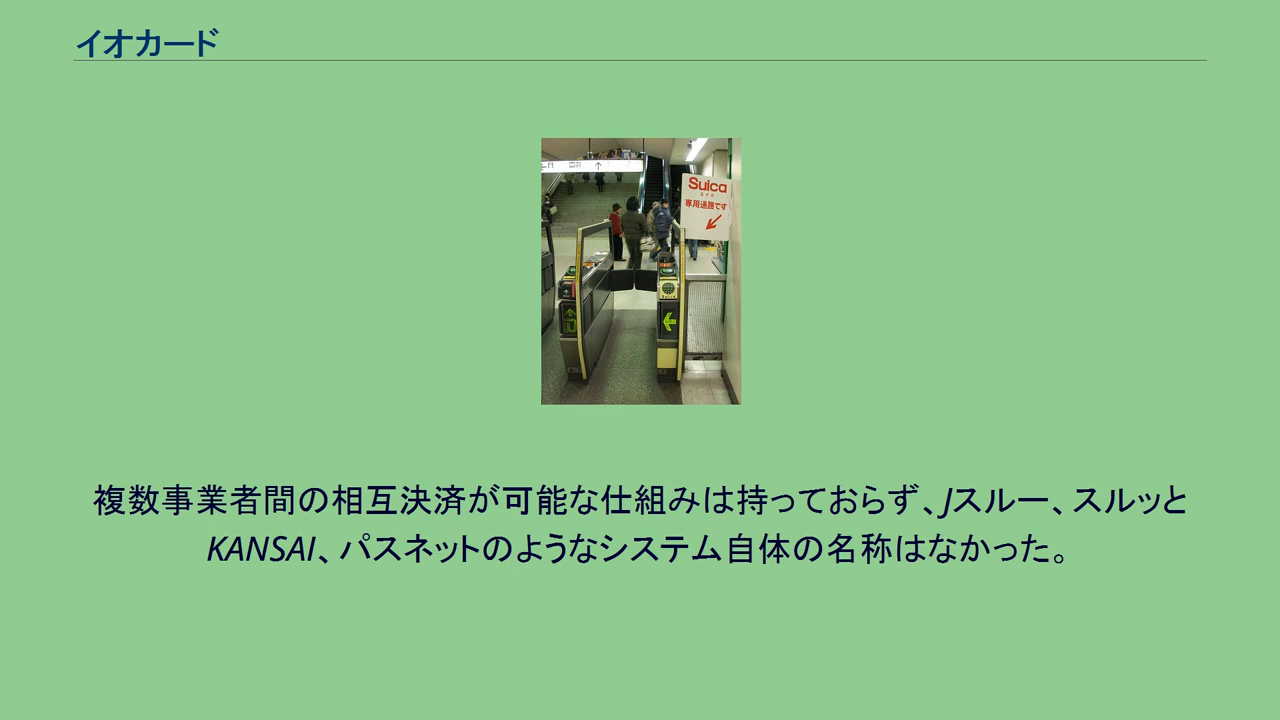 イオカード
Suica
スイカ
専用通路です
複数事業者間の相互決済が可能な仕組みは持っておらず、Jスルー、スルッと
KANSAI、パスネットのようなシステム自体の名称はなかった。